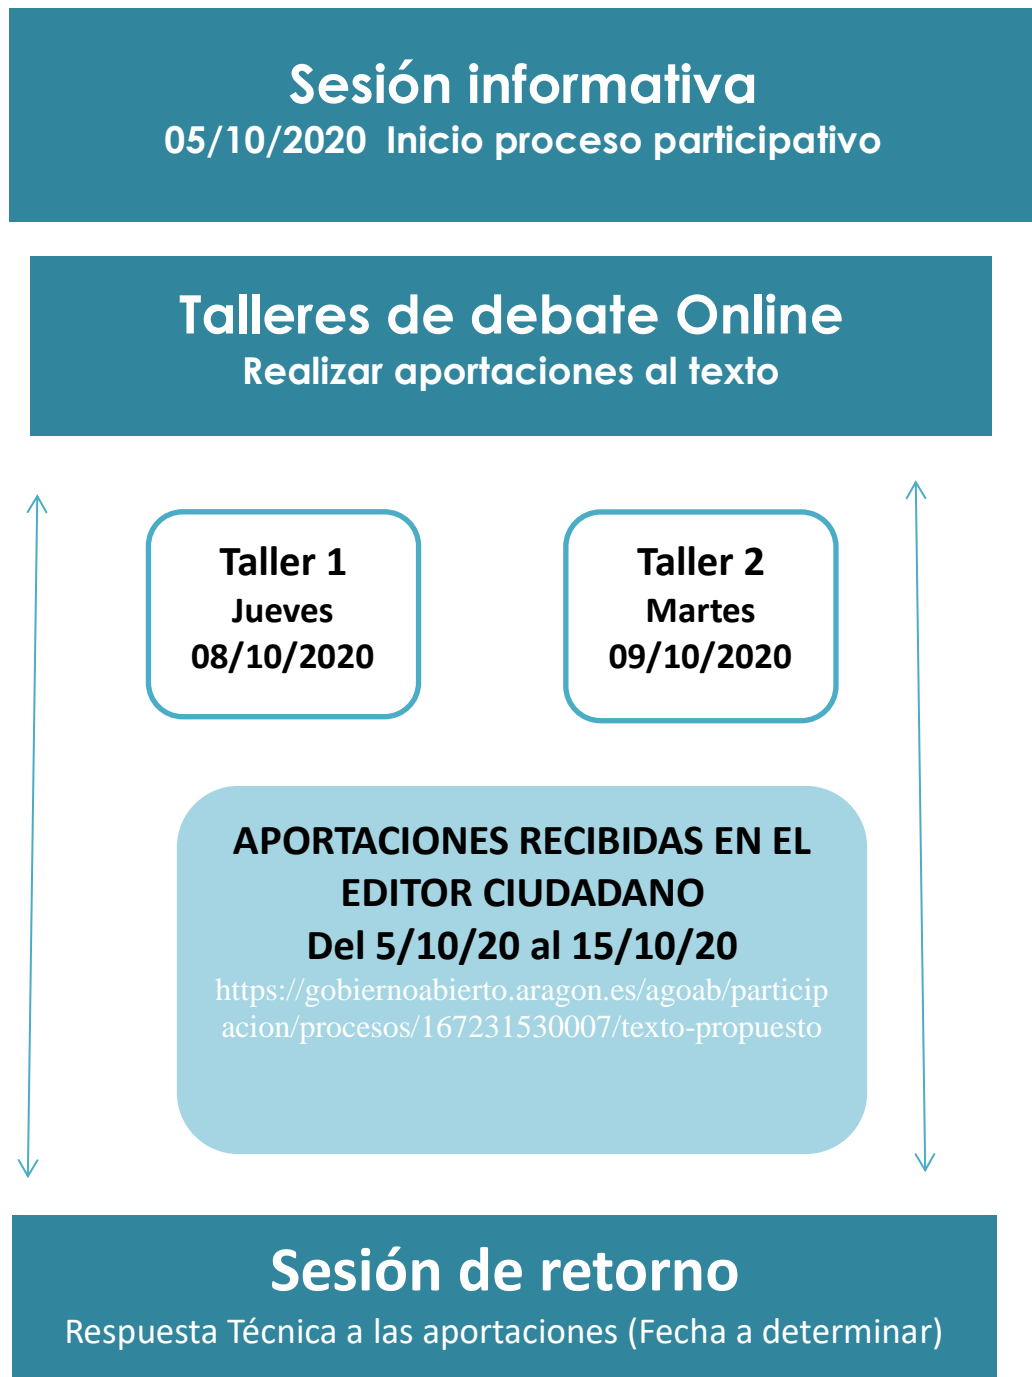 Sesión informativa
05/10/2020 Inicio proceso participativo
Talleres de debate Online
Realizar aportaciones al texto
Taller 1
Jueves
08/10/2020
Taller 2
Martes
09/10/2020
APORTACIONES RECIBIDAS EN EL
EDITOR CIUDADANO
Del 5/10/20 al 15/10/20
https://gobiernoabierto.aragon.es/agoab/particip
acion/procesos/167231530007/texto-propuesto
Sesión de retorno
Respuesta Técnica a las aportaciones (Fecha a determinar)